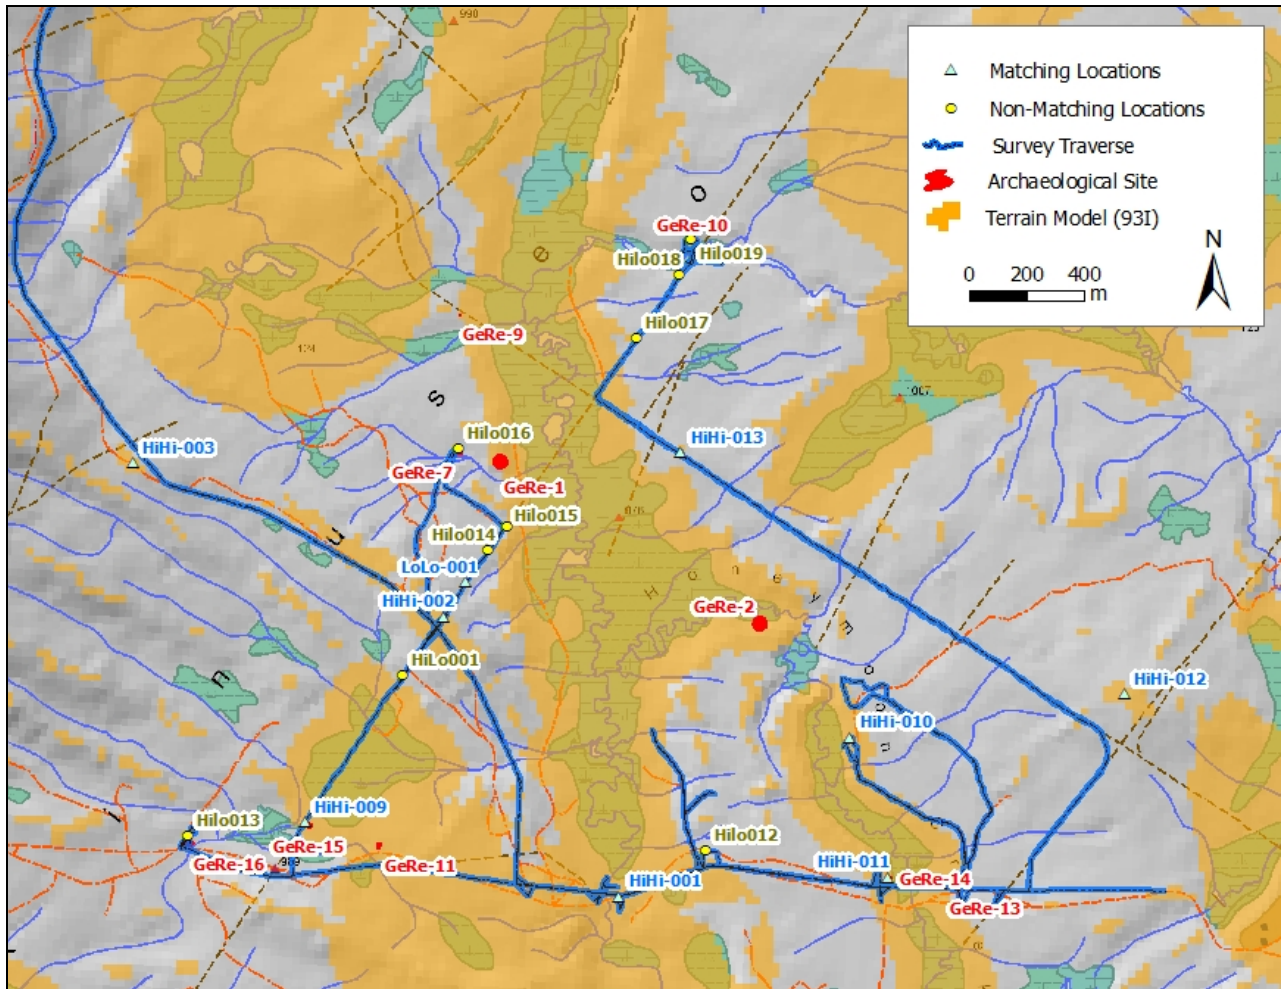 990
Matching Locations
Non-Matching Locations
Survey Traverse
Archaeological Site
Terrain Model (93I)
N
0 200 400
m
o
GeRe-10
Hilo018
Hilo019
e
Hilo017
GeRe-9
s
1007
HiHi-013
HiHi-003
Hilo016
GeRe-7
GeRe-1
Hilo015
Hilo014
u
LoLo-001
HiHi-002
H o n e y m o o n
GeRe-2
HiLo001
n
HiHi-012
HiHi-010
HiHi-009
Hilo013
GeRe-15
GeRe-16
989
GeRe-11
Hilo012
HiHi-001
HiHi-011
GeRe-14
GeRe-13